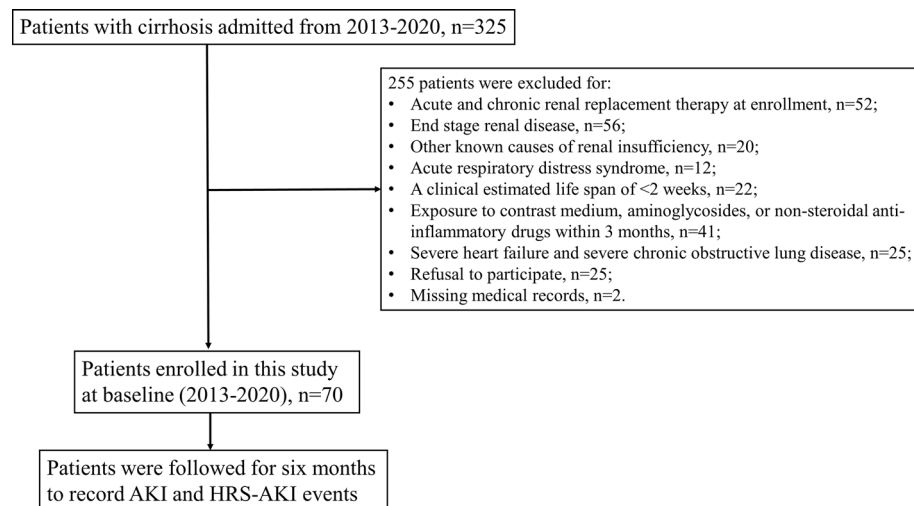 Patients with cirrhosis admitted from 2013-2020, n=325
255 patients were excluded for:
• Acute and chronic renal replacement therapy at enrollment, n=52;
• End stage renal disease, n=56;
• Other known causes of renal insufficiency, n=20;
• Acute respiratory distress syndrome, n=12;
• A clinical estimated life span of <2 weeks, n=22;
• Exposure to contrast medium, aminoglycosides, or non-steroidal anti-
inflammatory drugs within 3 months, n=41;
• Severe heart failure and severe chronic obstructive lung disease, n=25;
• Refusal to participate, n=25;
• Missing medical records, n=2.
Patients enrolled in this study
at baseline (2013-2020), n=70
Patients were followed for six months
to record AKI and HRS-AKI events